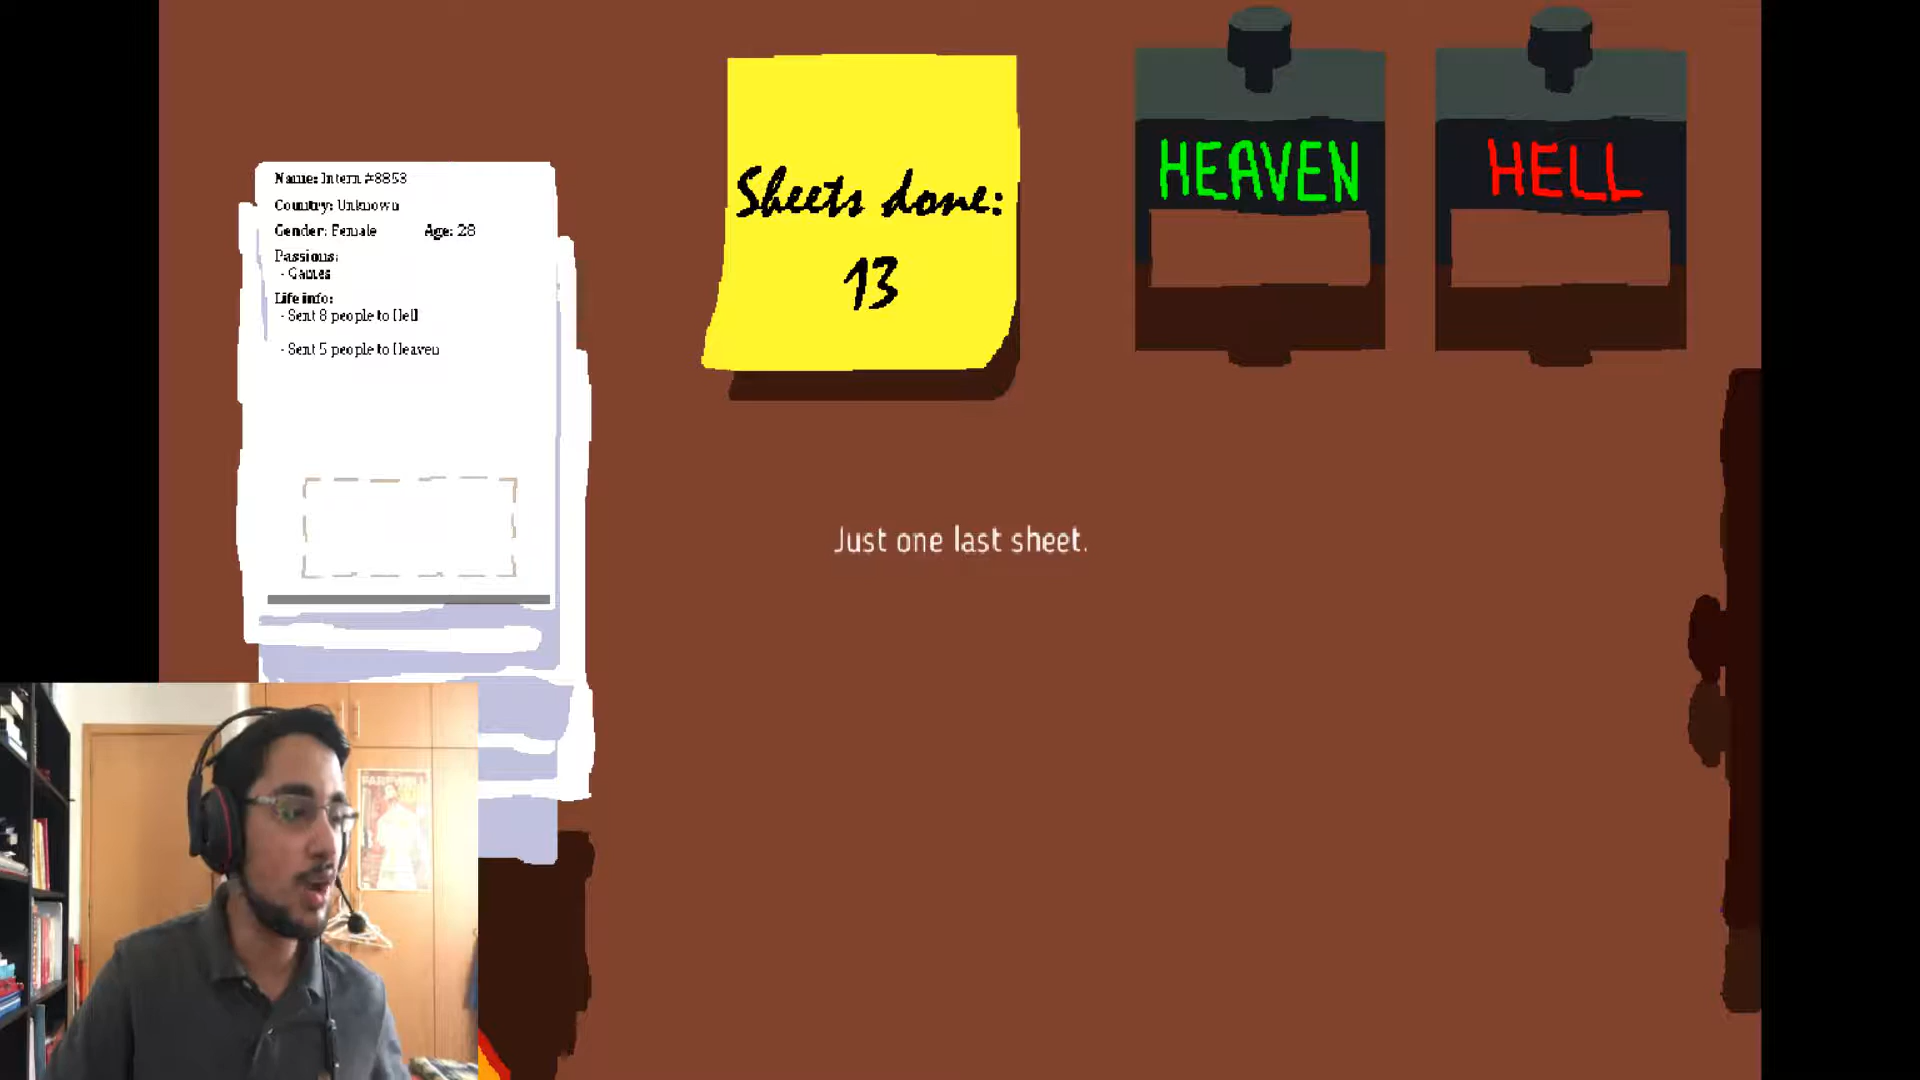 Name: Intern #8853
Country: Unknown
Gender: Female Age: 28
Passions:
- Games
Life info:
- Sent 8 people to Hell
- Sent 5 people to Heaven
Sheets done:
13
HEAVEN
HELL
Just one last sheet.
FAREWELL